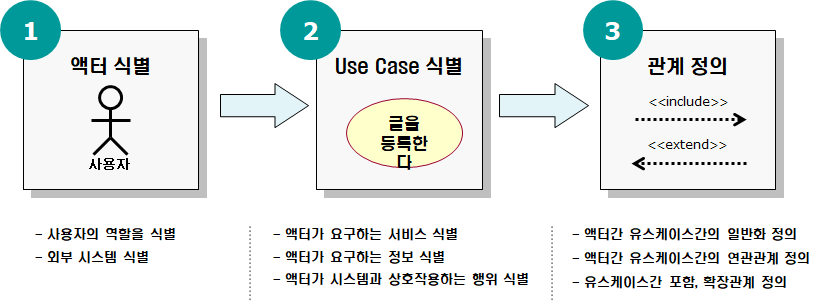 1
액터 식별
사용자
- 사용자의 역할을 식별
- 외부 시스템 식별
2
Use Case 식별
글을
등록한
다
- 액터가 요구하는 서비스 식별
- 액터가 요구하는 정보 식별
- 액터가 시스템과 상호작용하는 행위 식별
3
관계 정의
<<include>>
<<extend>>
- 액터간 유스케이스간의 일반화 정의
- 액터간 유스케이스간의 연관관계 정의
- 유스케이스간 포함, 확장관계 정의